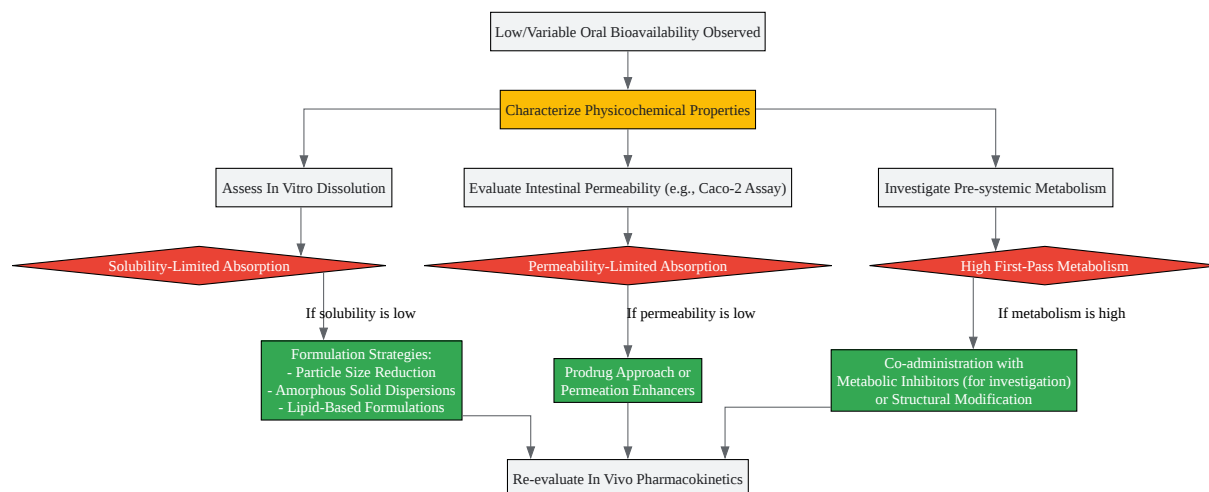 Low/Variable Oral Bioavailability Observed
Characterize Physicochemical Properties
Assess In Vitro Dissolution
Evaluate Intestinal Permeability (e.g., Caco-2 Assay)
Investigate Pre-systemic Metabolism
Solubility-Limited Absorption
Permeability-Limited Absorption
High First-Pass Metabolism
If solubility is low
If permeability is low
If metabolism is high
Formulation Strategies:
- Particle Size Reduction
- Amorphous Solid Dispersions
- Lipid-Based Formulations
Prodrug Approach or
Permeation Enhancers
Co-administration with
Metabolic Inhibitors (for investigation)
or Structural Modification
Re-evaluate In Vivo Pharmacokinetics